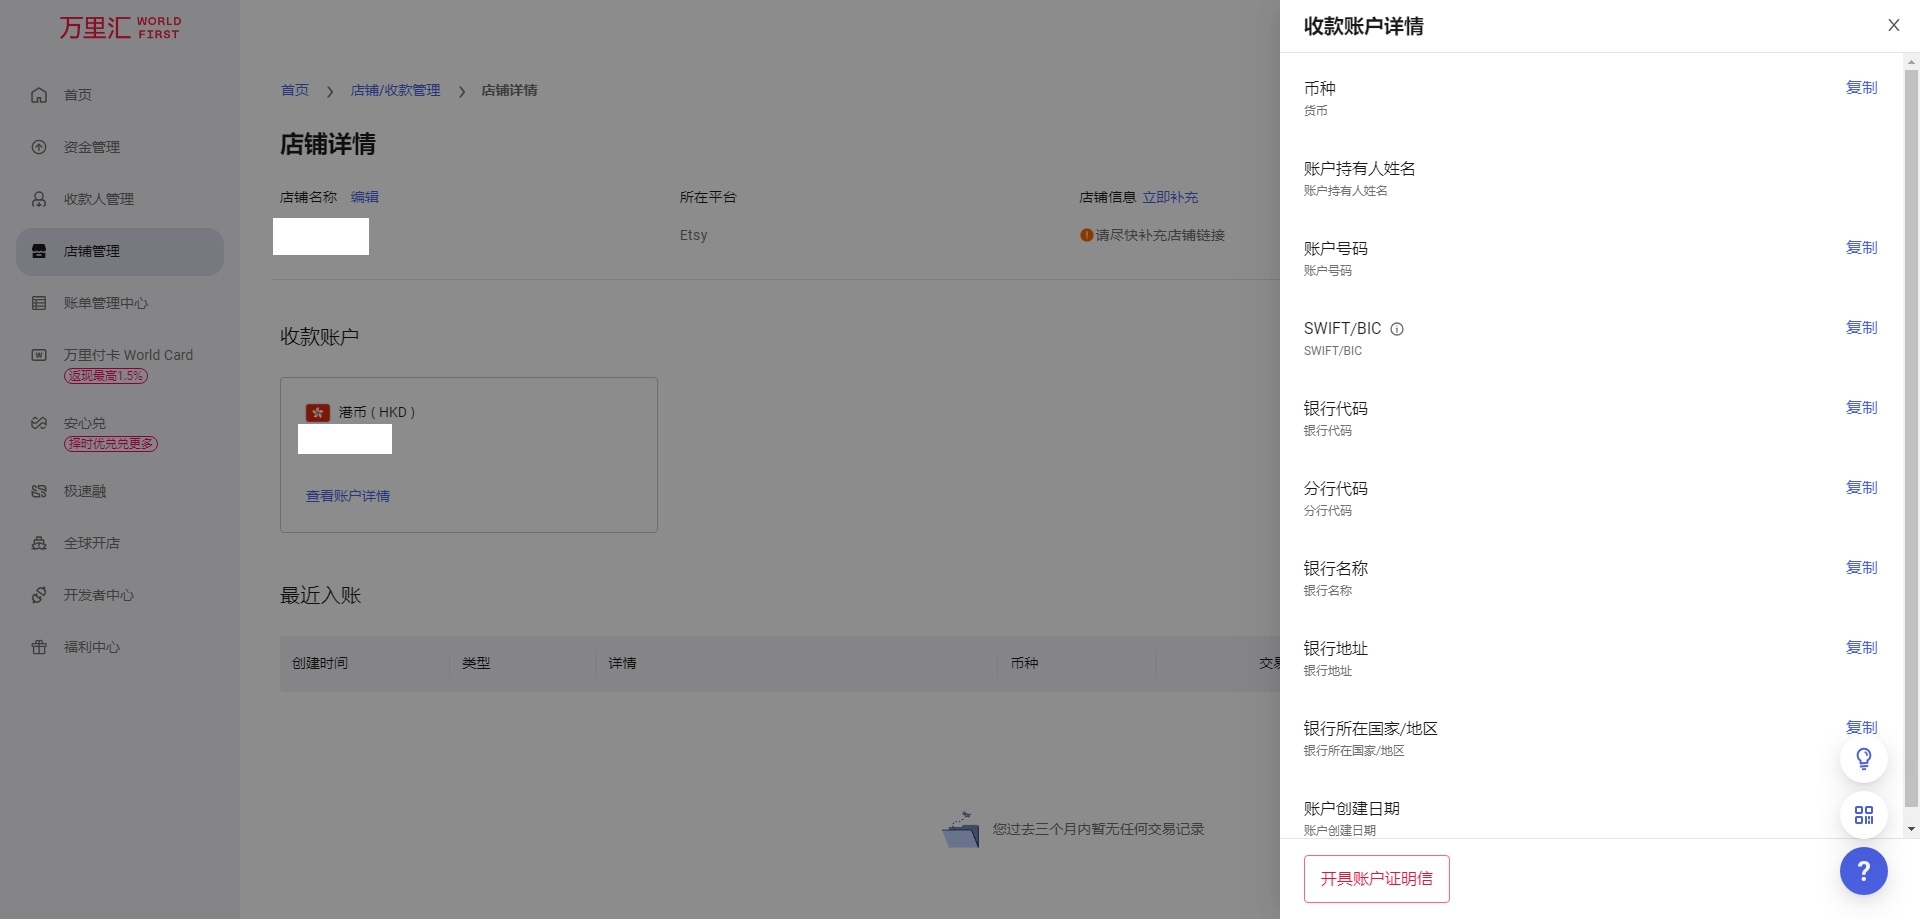 万里汇 WORLD FIRST
首页
资金管理
收款人管理
店铺管理
账单管理中心
万里付卡 World Card
返现最高1.5%
安心兑
择时优兑兑更多
极速融
全球开店
开发者中心
福利中心
首页 > 店铺/收款管理 > 店铺详情
店铺详情
店铺名称 编辑
所在平台
Etsy
店铺信息 立即补充
请尽快补充店铺链接
收款账户
港币 ( HKD )
查看账户详情
最近入账
创建时间 类型 详情 币种 交易
您过去三个月内暂无任何交易记录
收款账户详情
币种 复制
货币
账户持有人姓名
账户持有人姓名
账户号码 复制
账户号码
SWIFT/BIC 复制
SWIFT/BIC
银行代码 复制
银行代码
分行代码 复制
分行代码
银行名称 复制
银行名称
银行地址 复制
银行地址
银行所在国家/地区 复制
银行所在国家/地区
账户创建日期
账户创建日期
开具账户证明信
?